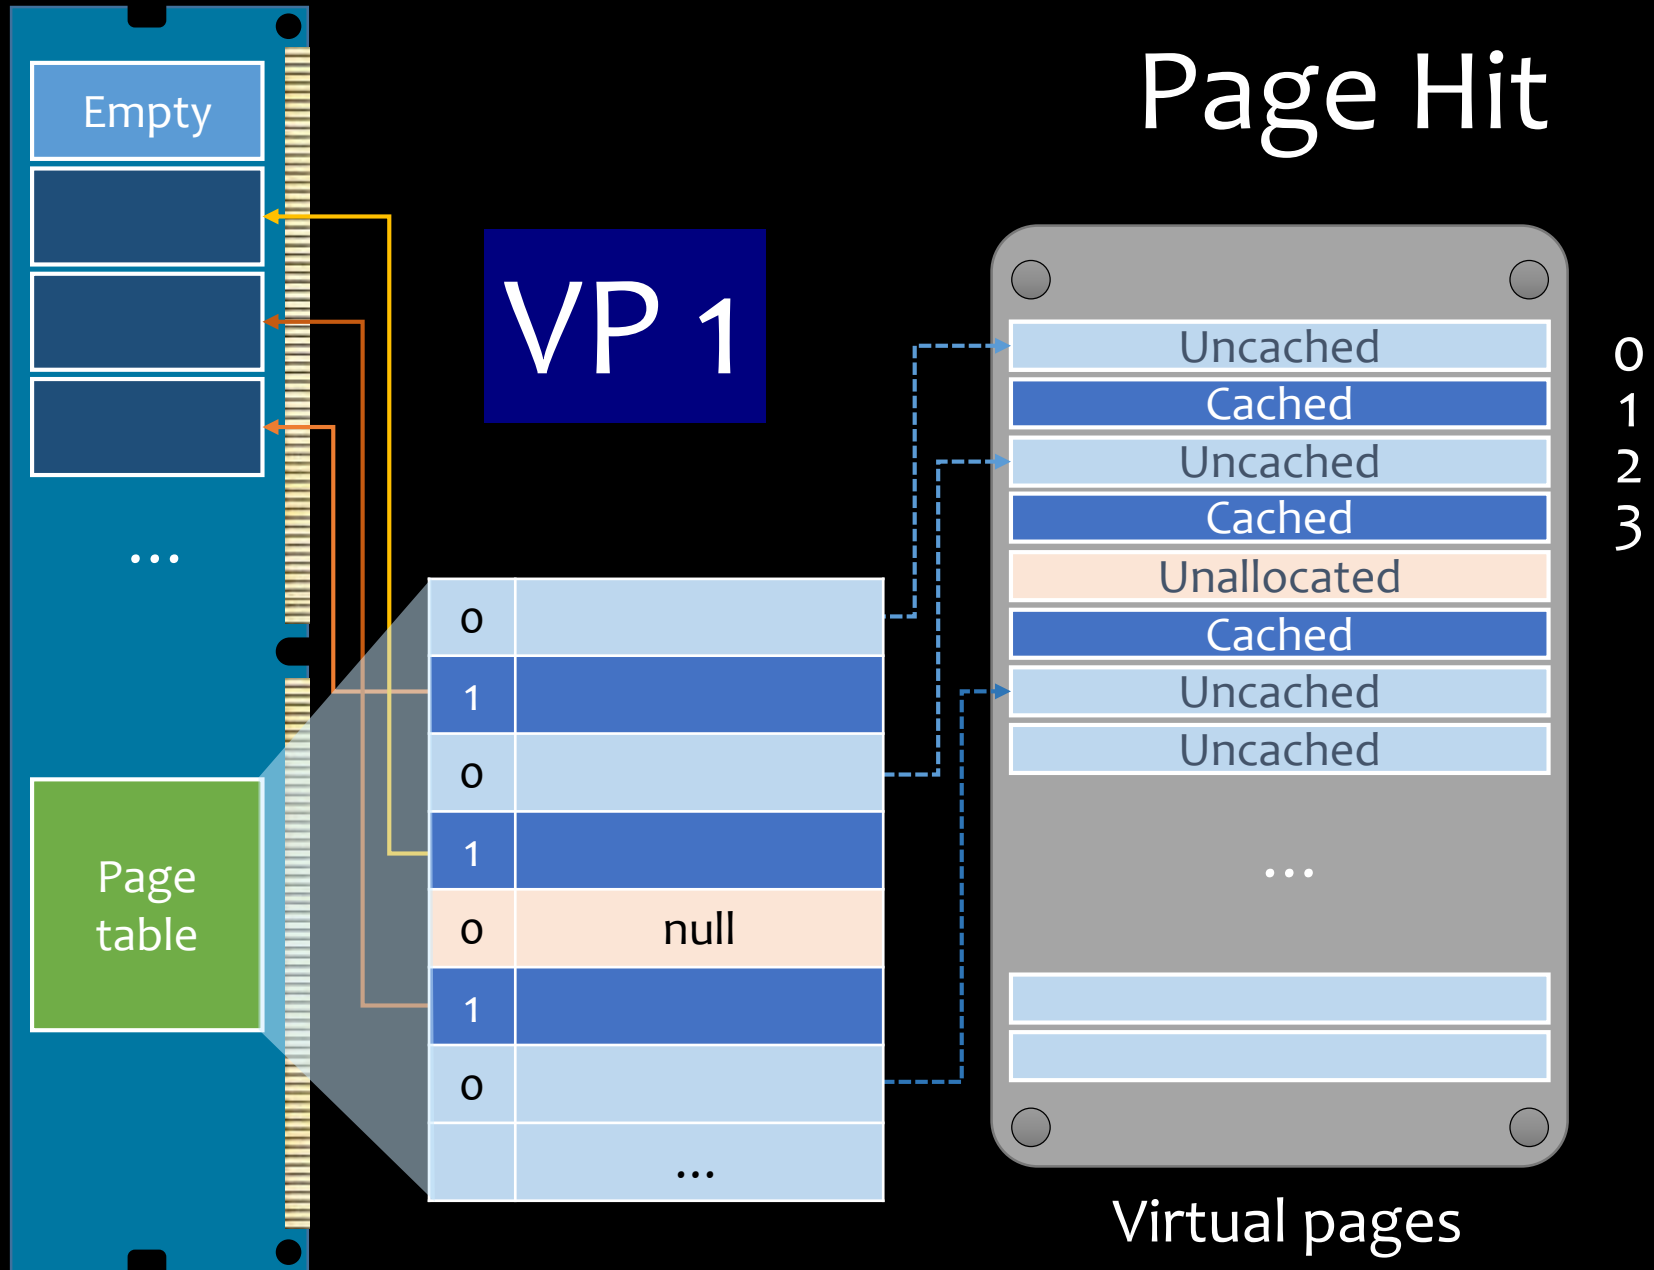 Page Hit
Empty
...
Page
table
VP 1
0
1
0
1
0 null
1
0
...
Uncached 0
Cached 1
Uncached 2
Cached 3
Unallocated
Cached
Uncached
Uncached
...
Virtual pages